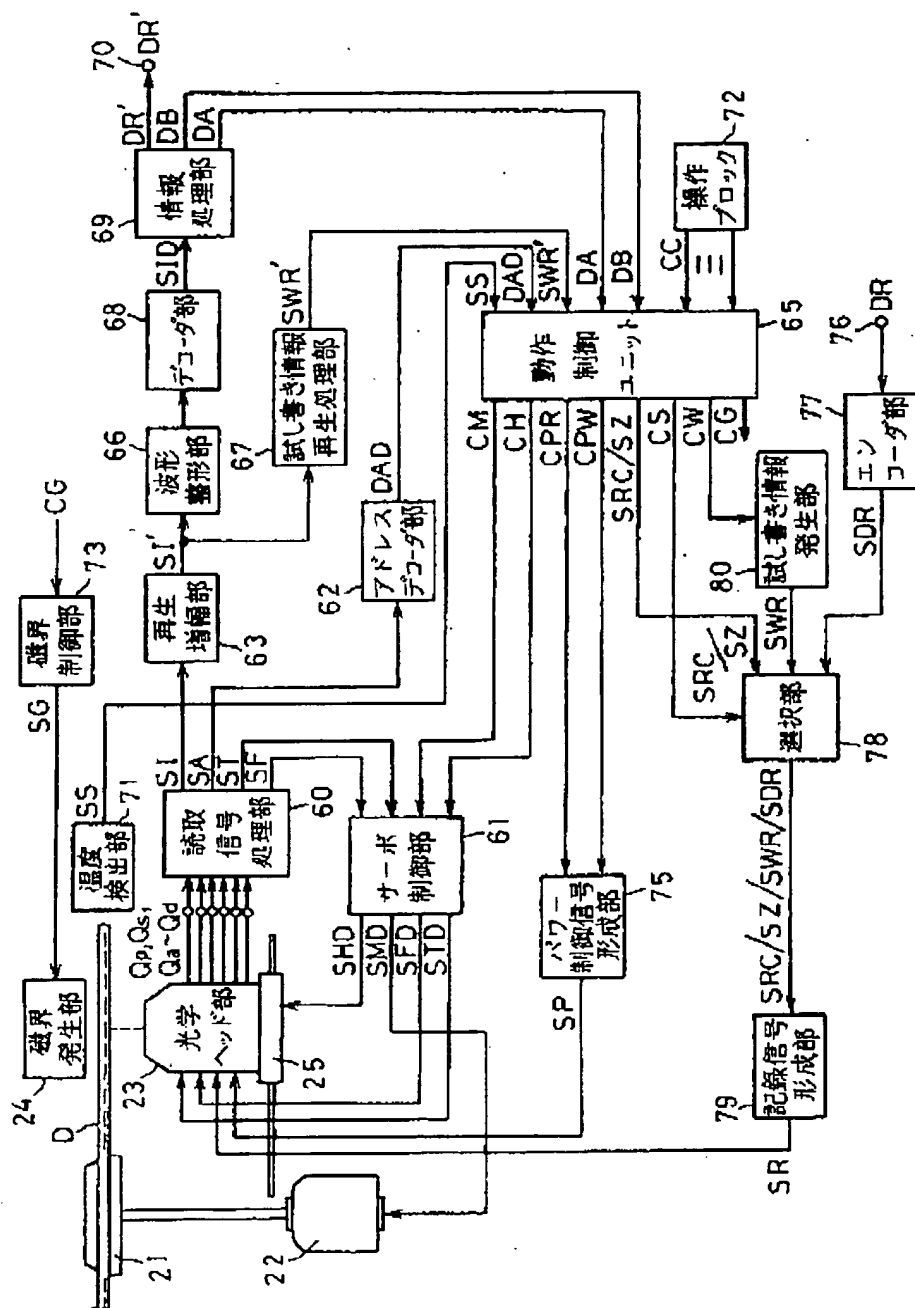 24
磁界
発生部
SG
磁界
制御部
73
CG
D
21
22
23
光学
ヘッド部
25
温度
検出部
71
SS
Qp, Qs,
Qa~Qd
読取
信号
処理部
60
SI
SA
ST
SF
再生
増幅部
63
SI'
波形
整形部
66
デコーダ部
68
SID
情報
処理部
69
DR'
DB
DA
70
DR'
試し書き情報
再生処理部
67
SWR'
アドレス
デコーダ部
62
DAD
サーボ
制御部
61
SHD
SMD
SFD
STD
SS
DAD
SWR'
DA
DB
CC
操作
ブロック
72
動作
制御
ユニット
65
CM
CH
CPR
CPW
SRC/SZ
CS
CW
CG
パワー
制御信号
形成部
75
SP
SRC/
SZ
SWR
試し書き情報
発生部
80
76
DR
エン
コーダ部
77
SDR
選択部
78
SRC/SZ/SWR/SDR
記録信号
形成部
79
SR